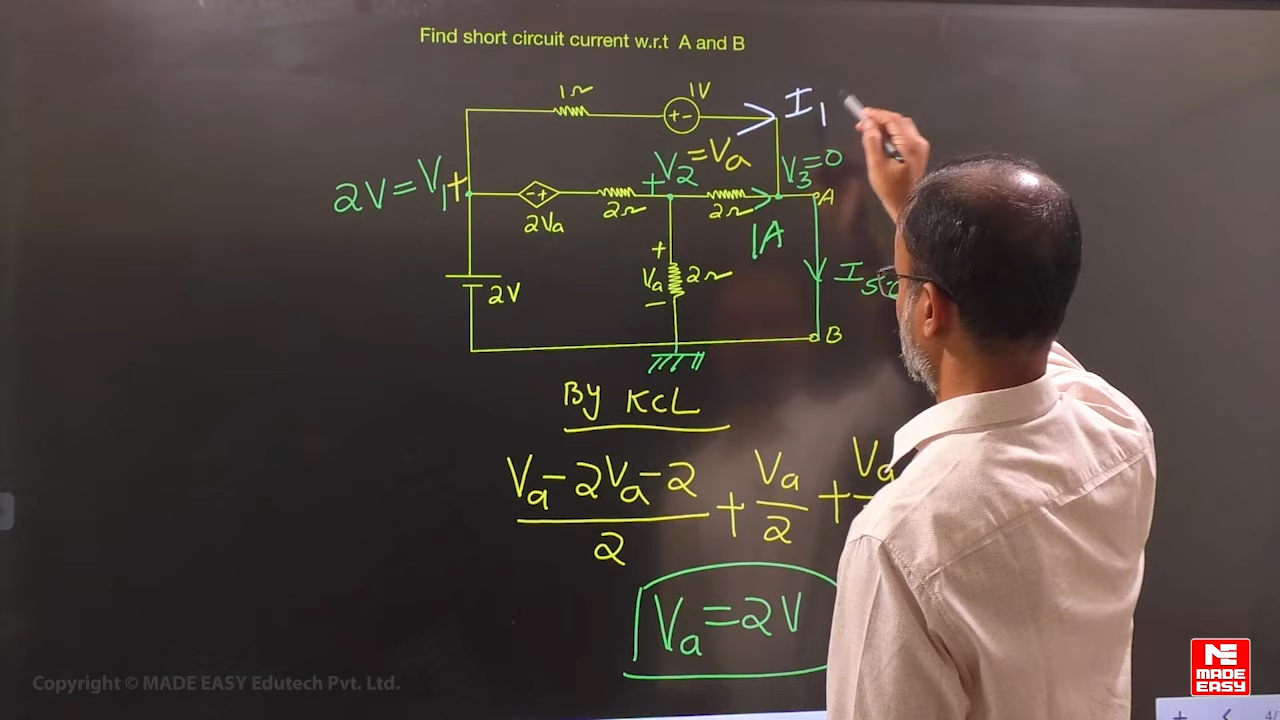 Find short circuit current w.r.t A and B
1Ω
1V
+ -
I1
V2 = Va
V3=0
2V = V1 +
+
- +
2Ω
2Ω
A
2Va
1A
+
Va
2Ω
-
2V
B
By KCL
Va-2Va-2 / 2 + Va / 2 + Va
Va=2V
Copyright © MADE EASY Edutech Pvt. Ltd.
ME
MADE
EASY